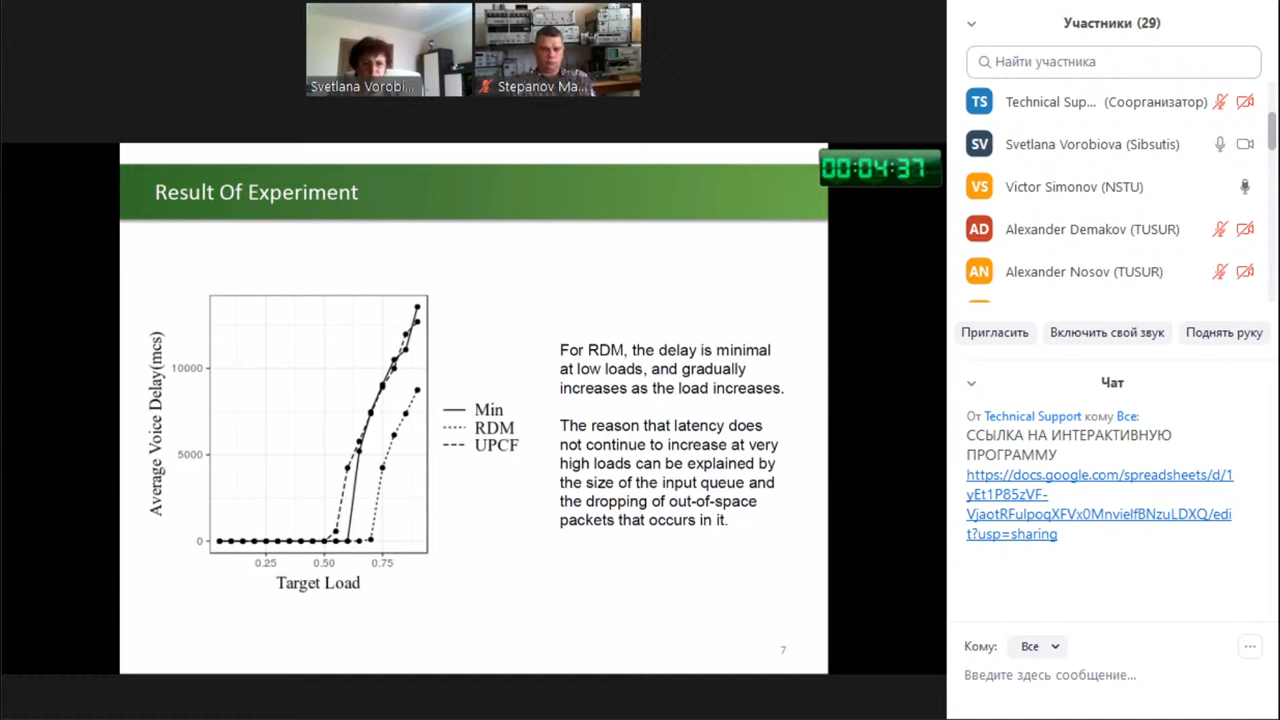 Svetlana Vorobi...
Stepanov Ma...
00:04:37
Result Of Experiment
Average Voice Delay(mcs)
10000
5000
0
0.25 0.50 0.75
Target Load
Min
RDM
UPCF
For RDM, the delay is minimal
at low loads, and gradually
increases as the load increases.
The reason that latency does
not continue to increase at very
high loads can be explained by
the size of the input queue and
the dropping of out-of-space
packets that occurs in it.
7
Участники (29)
Найти участника
TS Technical Sup... (Соорганизатор)
SV Svetlana Vorobiova (Sibsutis)
VS Victor Simonov (NSTU)
AD Alexander Demakov (TUSUR)
AN Alexander Nosov (TUSUR)
Пригласить Включить свой звук Поднять руку
Чат
От Technical Support кому Все:
ССЫЛКА НА ИНТЕРАКТИВНУЮ
ПРОГРАММУ
https://docs.google.com/spreadsheets/d/1
yEt1P85zVF-
VjaotRFulpoqXFVx0MnvielfBNzuLDXQ/edi
t?usp=sharing
Кому: Все
Введите здесь сообщение...